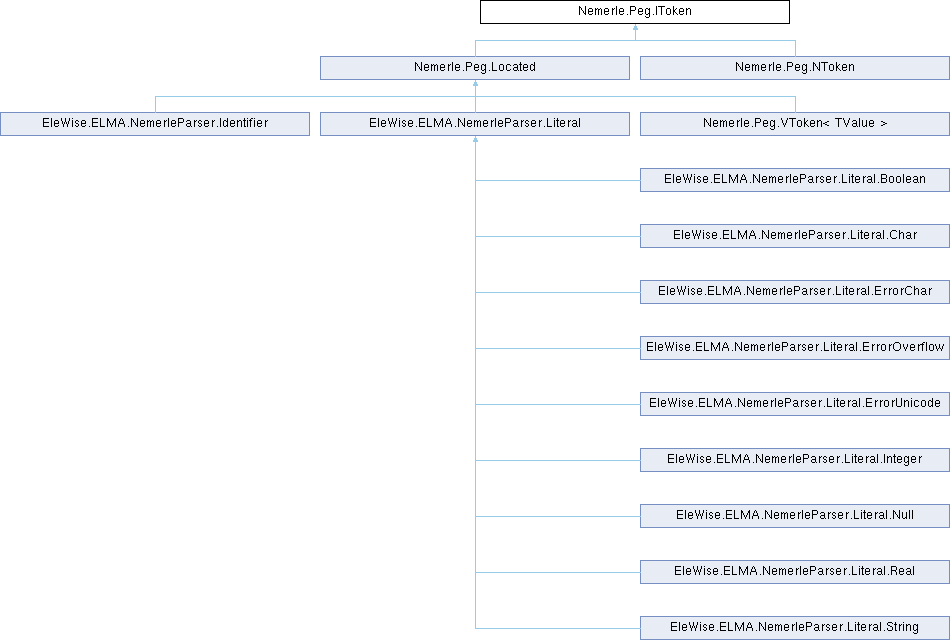 Nemerle.Peg.IToken
Nemerle.Peg.Located
Nemerle.Peg.NToken
EleWise.ELMA.NemerleParser.Identifier
EleWise.ELMA.NemerleParser.Literal
Nemerle.Peg.VToken< TValue >
EleWise.ELMA.NemerleParser.Literal.Boolean
EleWise.ELMA.NemerleParser.Literal.Char
EleWise.ELMA.NemerleParser.Literal.ErrorChar
EleWise.ELMA.NemerleParser.Literal.ErrorOverflow
EleWise.ELMA.NemerleParser.Literal.ErrorUnicode
EleWise.ELMA.NemerleParser.Literal.Integer
EleWise.ELMA.NemerleParser.Literal.Null
EleWise.ELMA.NemerleParser.Literal.Real
EleWise.ELMA.NemerleParser.Literal.String